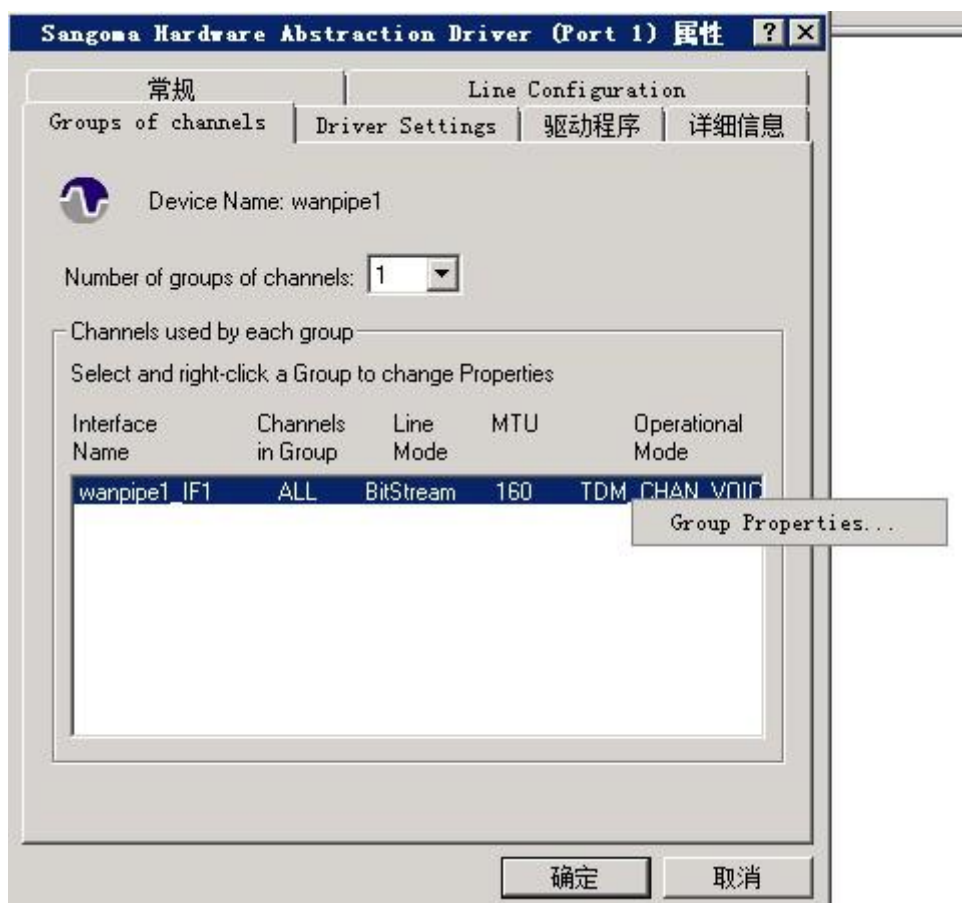 Sangoma Hardware Abstraction Driver (Port 1) 属性
常规 Line Configuration
Groups of channels Driver Settings 驱动程序 详细信息
Device Name: wanpipe1
Number of groups of channels: 1
Channels used by each group
Select and right-click a Group to change Properties
Interface Channels Line MTU Operational
Name in Group Mode Mode
wanpipe1_IF1 ALL BitStream 160 TDM_CHAN_VOIC
Group Properties...
确定 取消